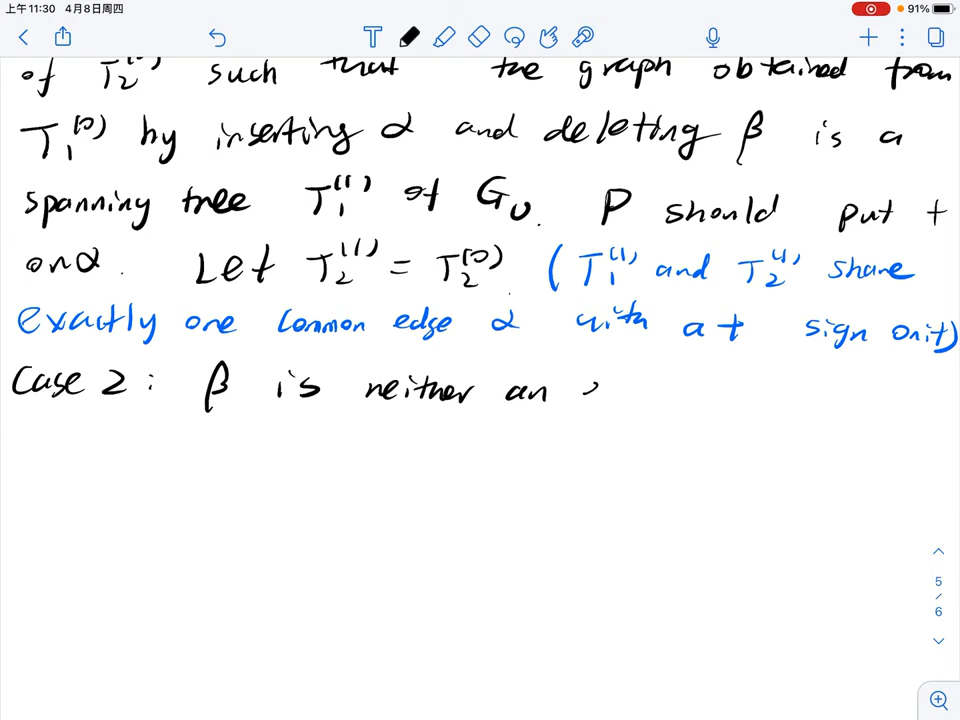 上午11:30 4月8日周四
91%
of T₂⁽⁰⁾ such that the graph obtained from
T₁⁽⁰⁾ by inserting α and deleting β is a
spanning tree T₁⁽¹⁾ of G₀. P should put +
on α. Let T₂⁽¹⁾ = T₂⁽⁰⁾ (T₁⁽¹⁾ and T₂⁽¹⁾ share
exactly one common edge α with a + sign on it)
Case 2: β is neither an
5
/
6